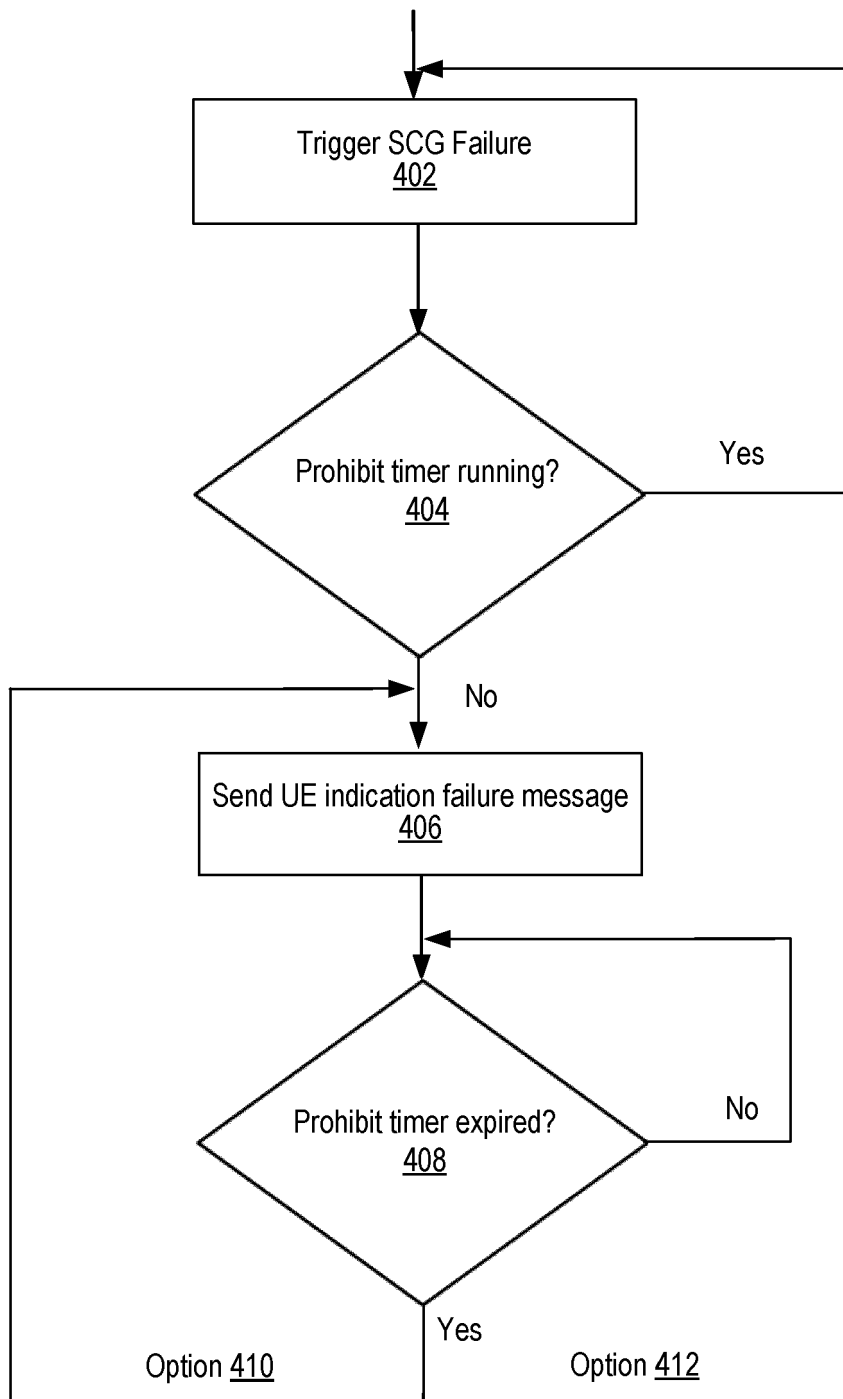 Trigger SCG Failure
402
Prohibit timer running?
404
Yes
No
Send UE indication failure message
406
Prohibit timer expired?
408
No
Yes
Option 410
Option 412